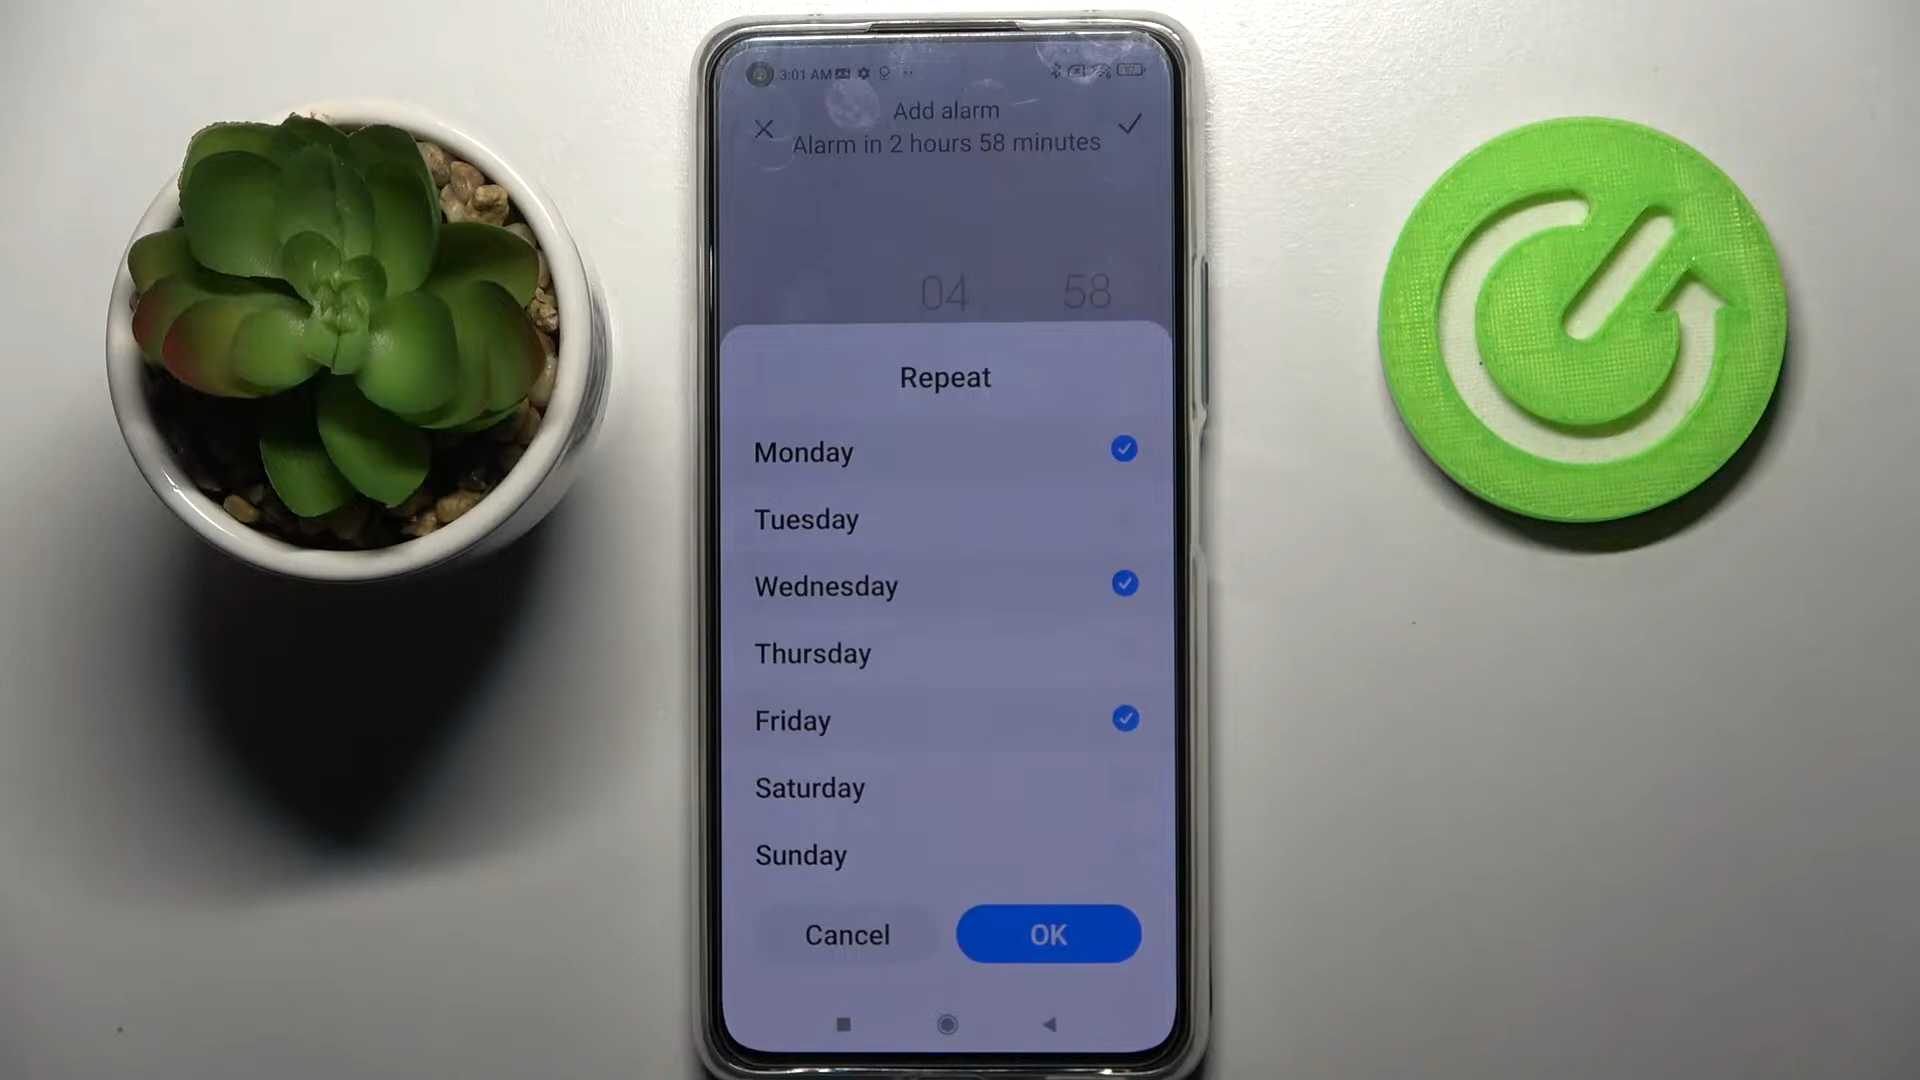 3:01 AM
Add alarm
Alarm in 2 hours 58 minutes
04 58
Repeat
Monday
Tuesday
Wednesday
Thursday
Friday
Saturday
Sunday
Cancel OK